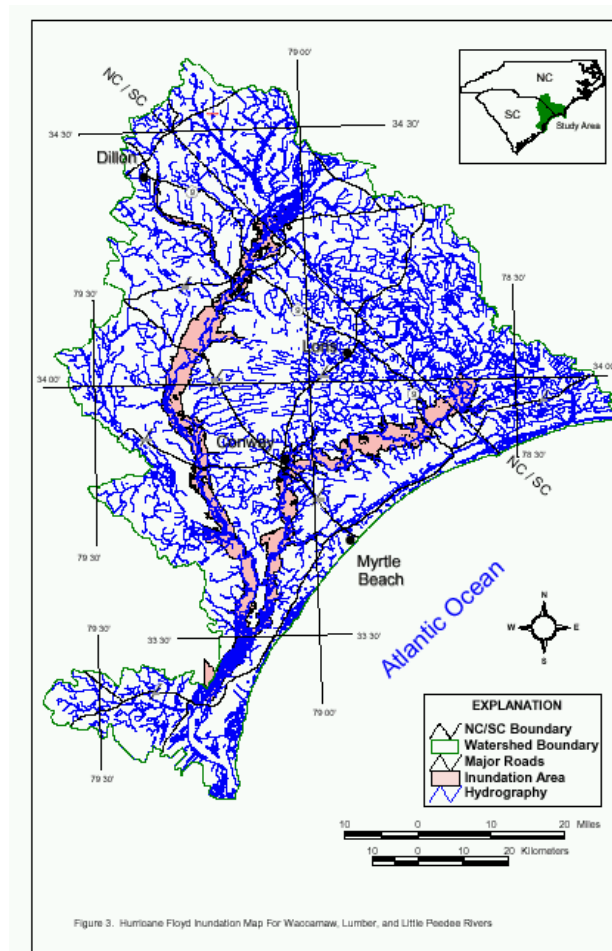 79 00'
NC / SC
NC
SC
Study Area
34 30'
34 30'
Dillon
9
78 30'
79 30'
9
Loris
34 00'
34 00'
9
Conway
NC / SC
78 30'
79 30'
Myrtle
Beach
Atlantic Ocean
N
W
E
S
79 30'
33 30'
33 30'
79 00'
79 30'
EXPLANATION
NC/SC Boundary
Watershed Boundary
Major Roads
Inundation Area
Hydrography
10 0 10 20 Miles
10 0 10 20 Kilometers
Figure 3. Hurricane Floyd Inundation Map For Waccamaw, Lumber, and Little Peedee Rivers